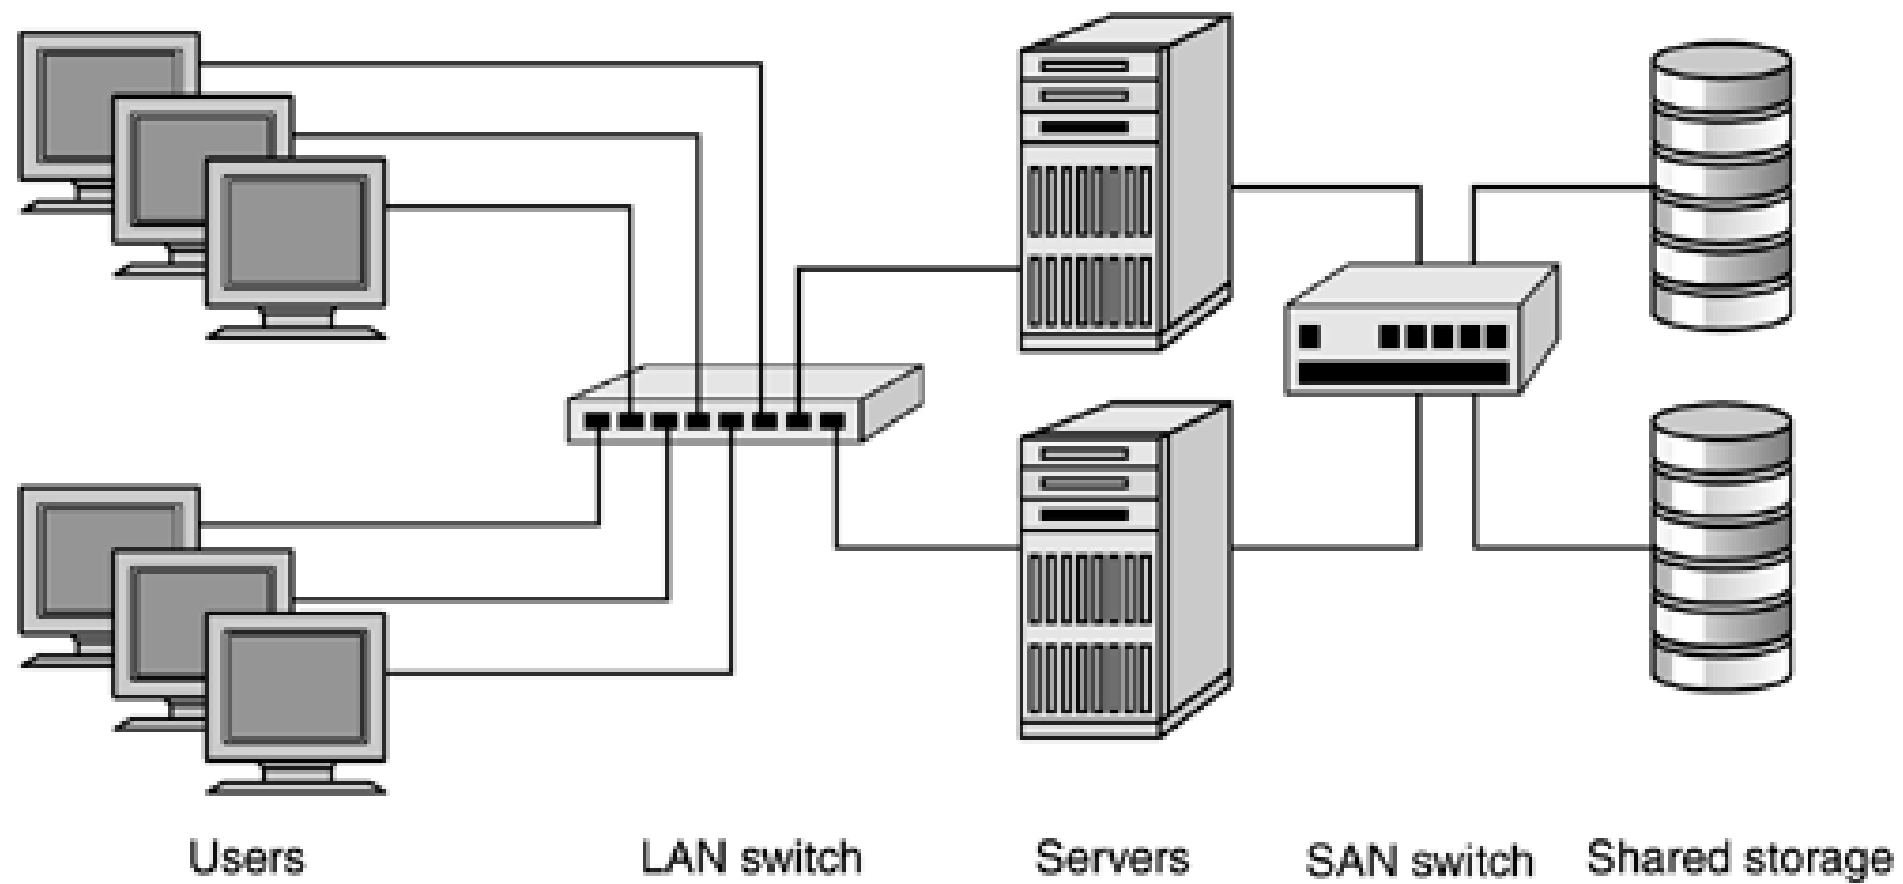 Users
LAN switch
Servers
SAN switch
Shared storage